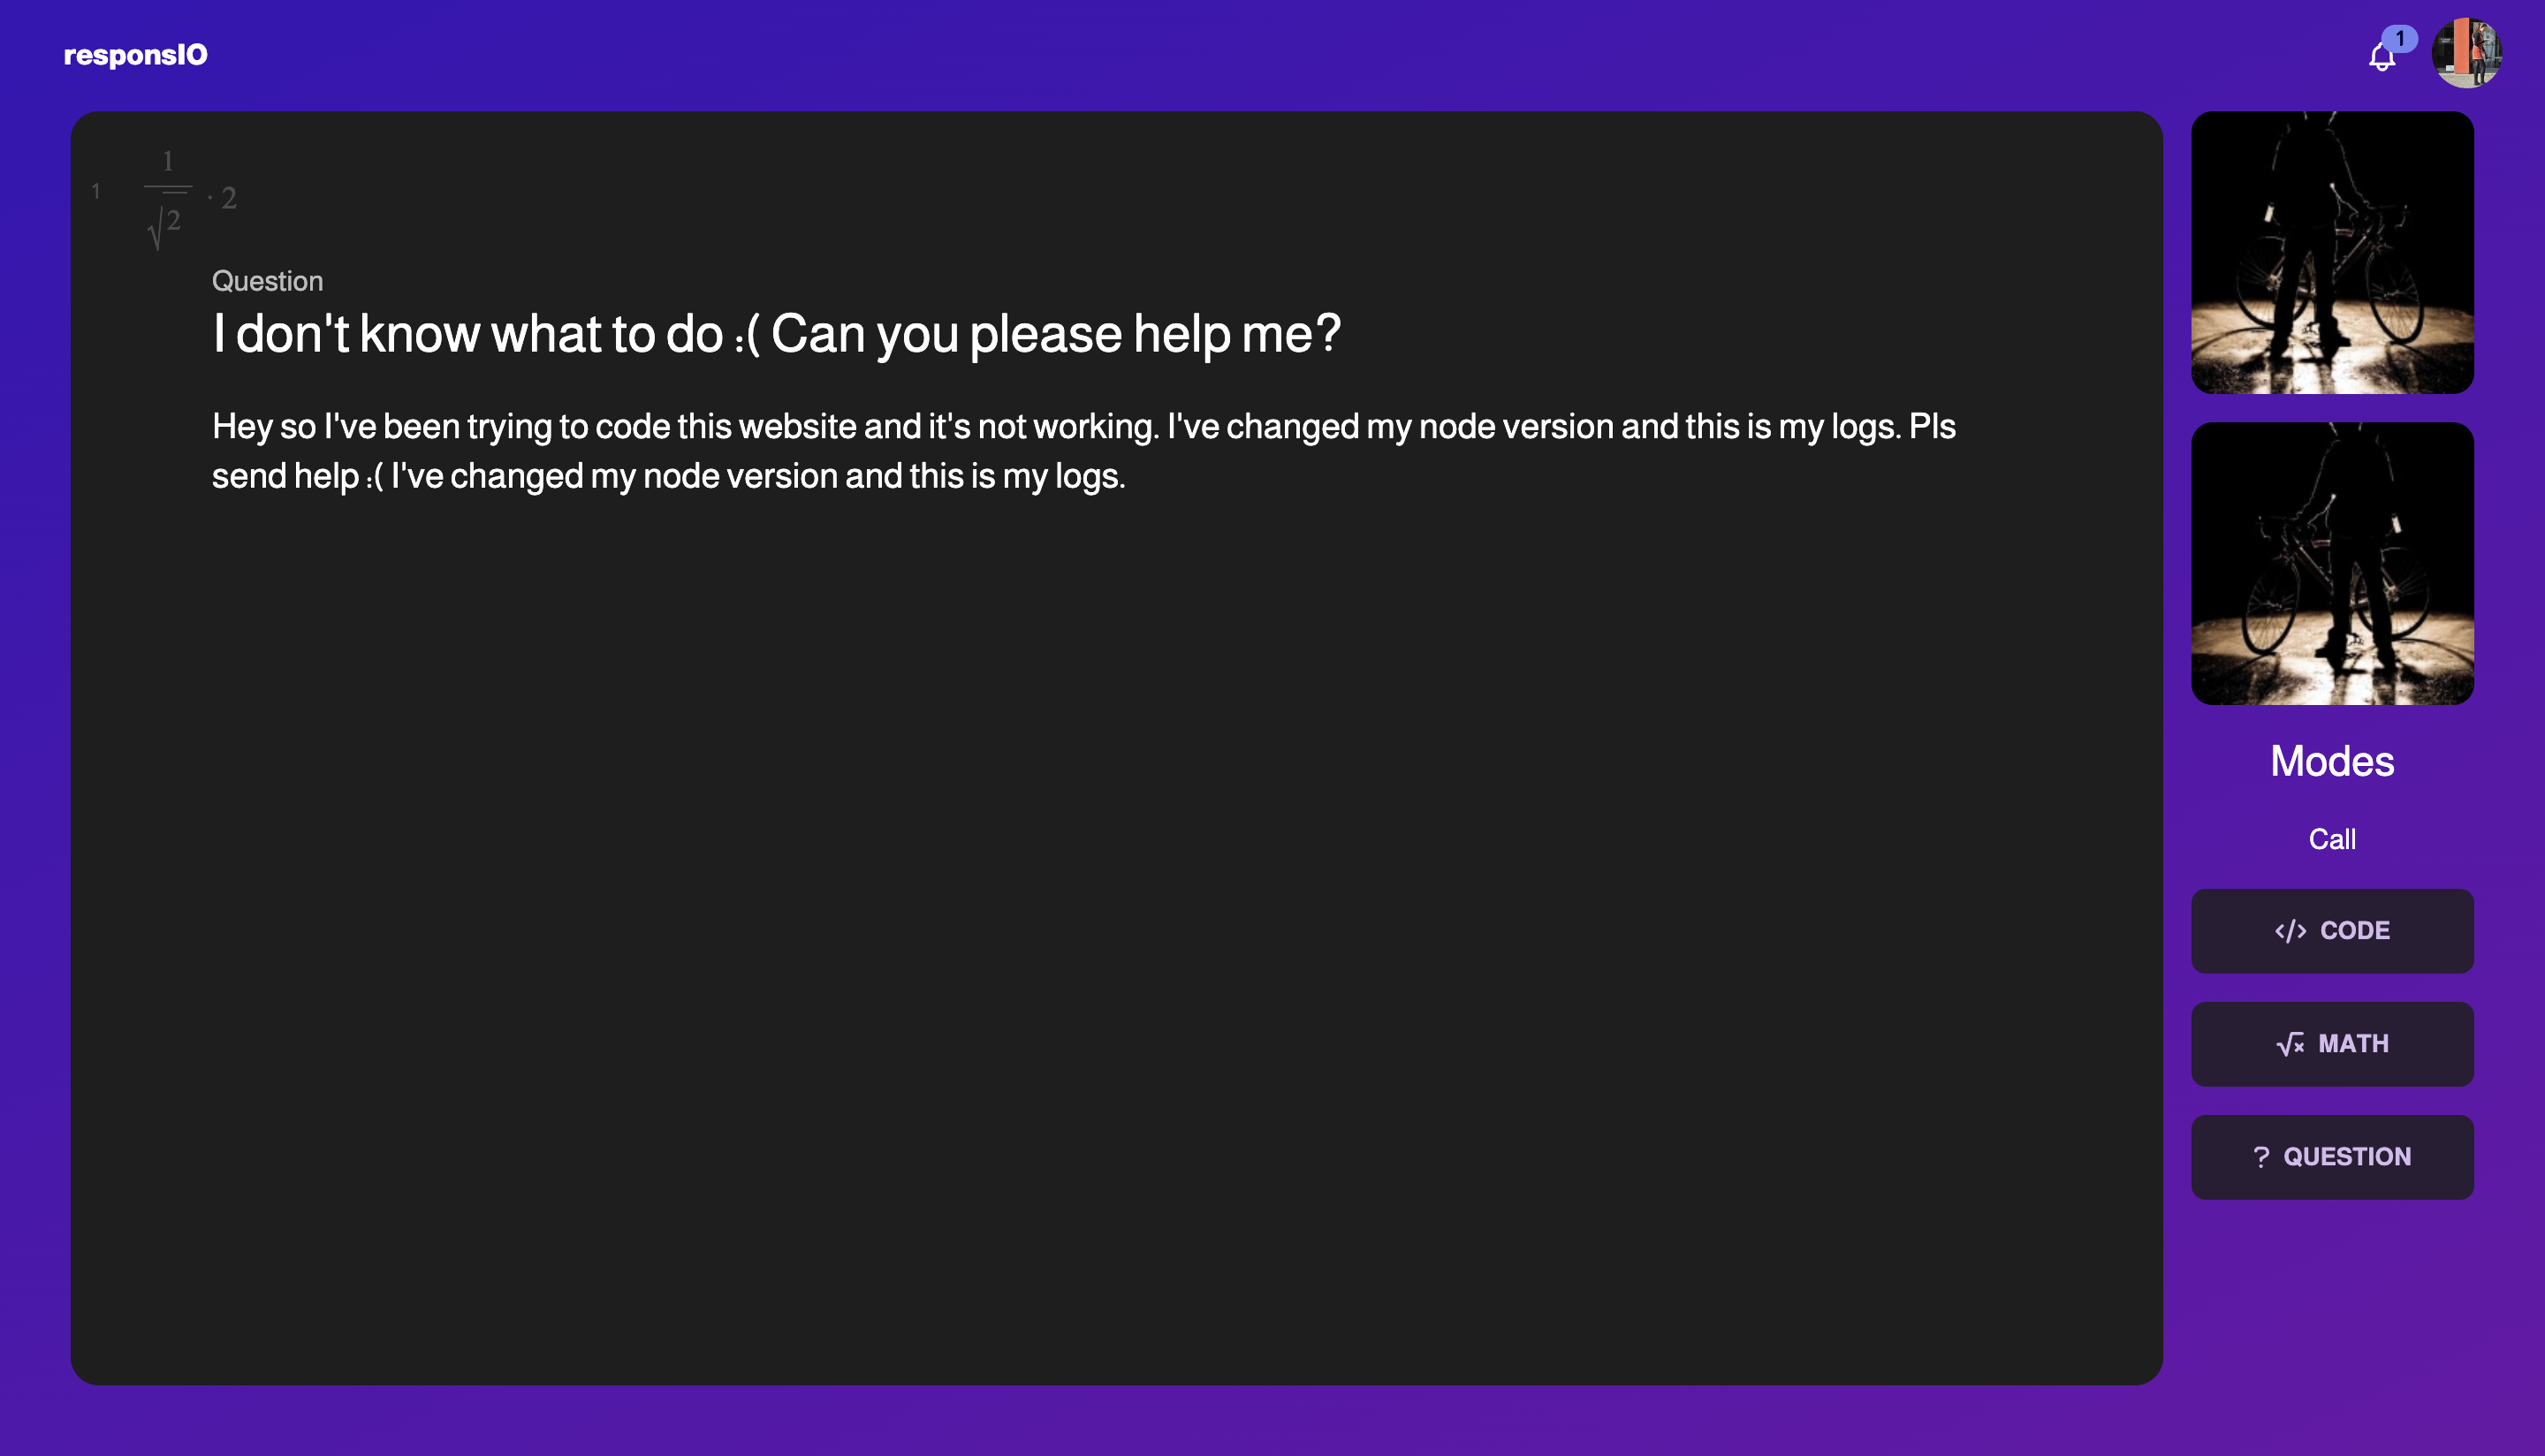 responsIO
1
1
1
√2
· 2
Question
I don't know what to do :( Can you please help me?
Hey so I've been trying to code this website and it's not working. I've changed my node version and this is my logs. Pls
send help :( I've changed my node version and this is my logs.
Modes
Call
</> CODE
√x MATH
? QUESTION